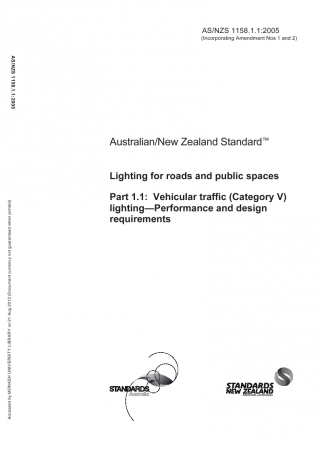 AS/NZS 1158.1.1:2005
(Incorporating Amendment Nos 1 and 2)
AS/NZS 1158.1.1:2005
Australian/New Zealand Standard™
Lighting for roads and public spaces
Part 1.1: Vehicular traffic (Category V)
lighting—Performance and design
requirements
Accessed by MONASH UNIVERSITY LIBRARY on 21 Aug 2013 (Document currency not guaranteed when printed)
STANDARDS
Australia
STANDARDS
NEW ZEALAND